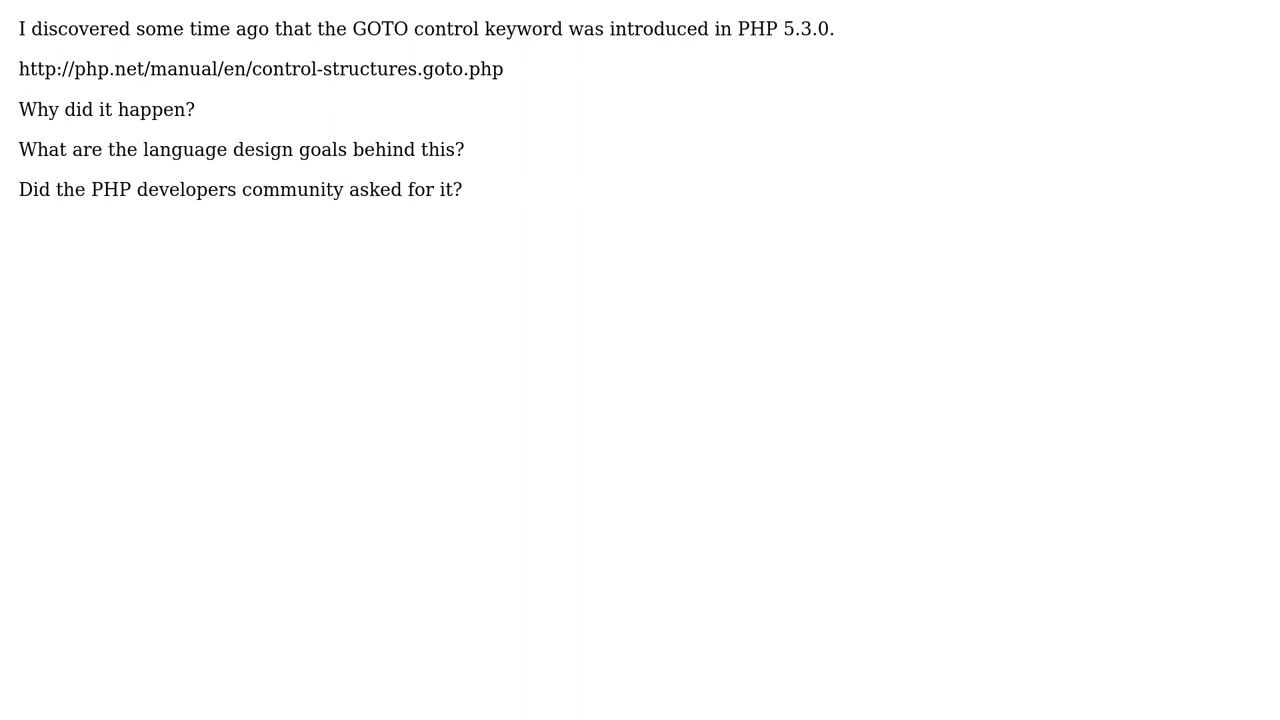 I discovered some time ago that the GOTO control keyword was introduced in PHP 5.3.0.
http://php.net/manual/en/control-structures.goto.php
Why did it happen?
What are the language design goals behind this?
Did the PHP developers community asked for it?